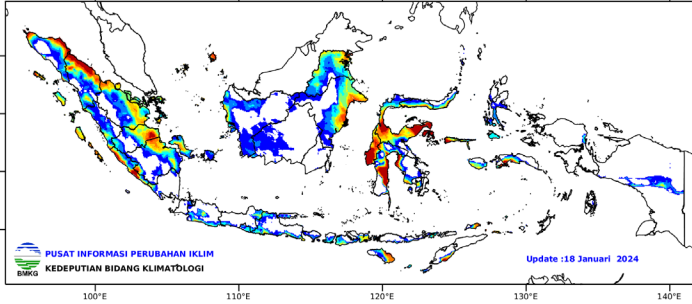 PUSAT INFORMASI PERUBAHAN IKLIM
KEDEPUTIAN BIDANG KLIMATOLOGI
BMKG
Update :18 Januari 2024
100°E
110°E
120°E
130°E
140°E